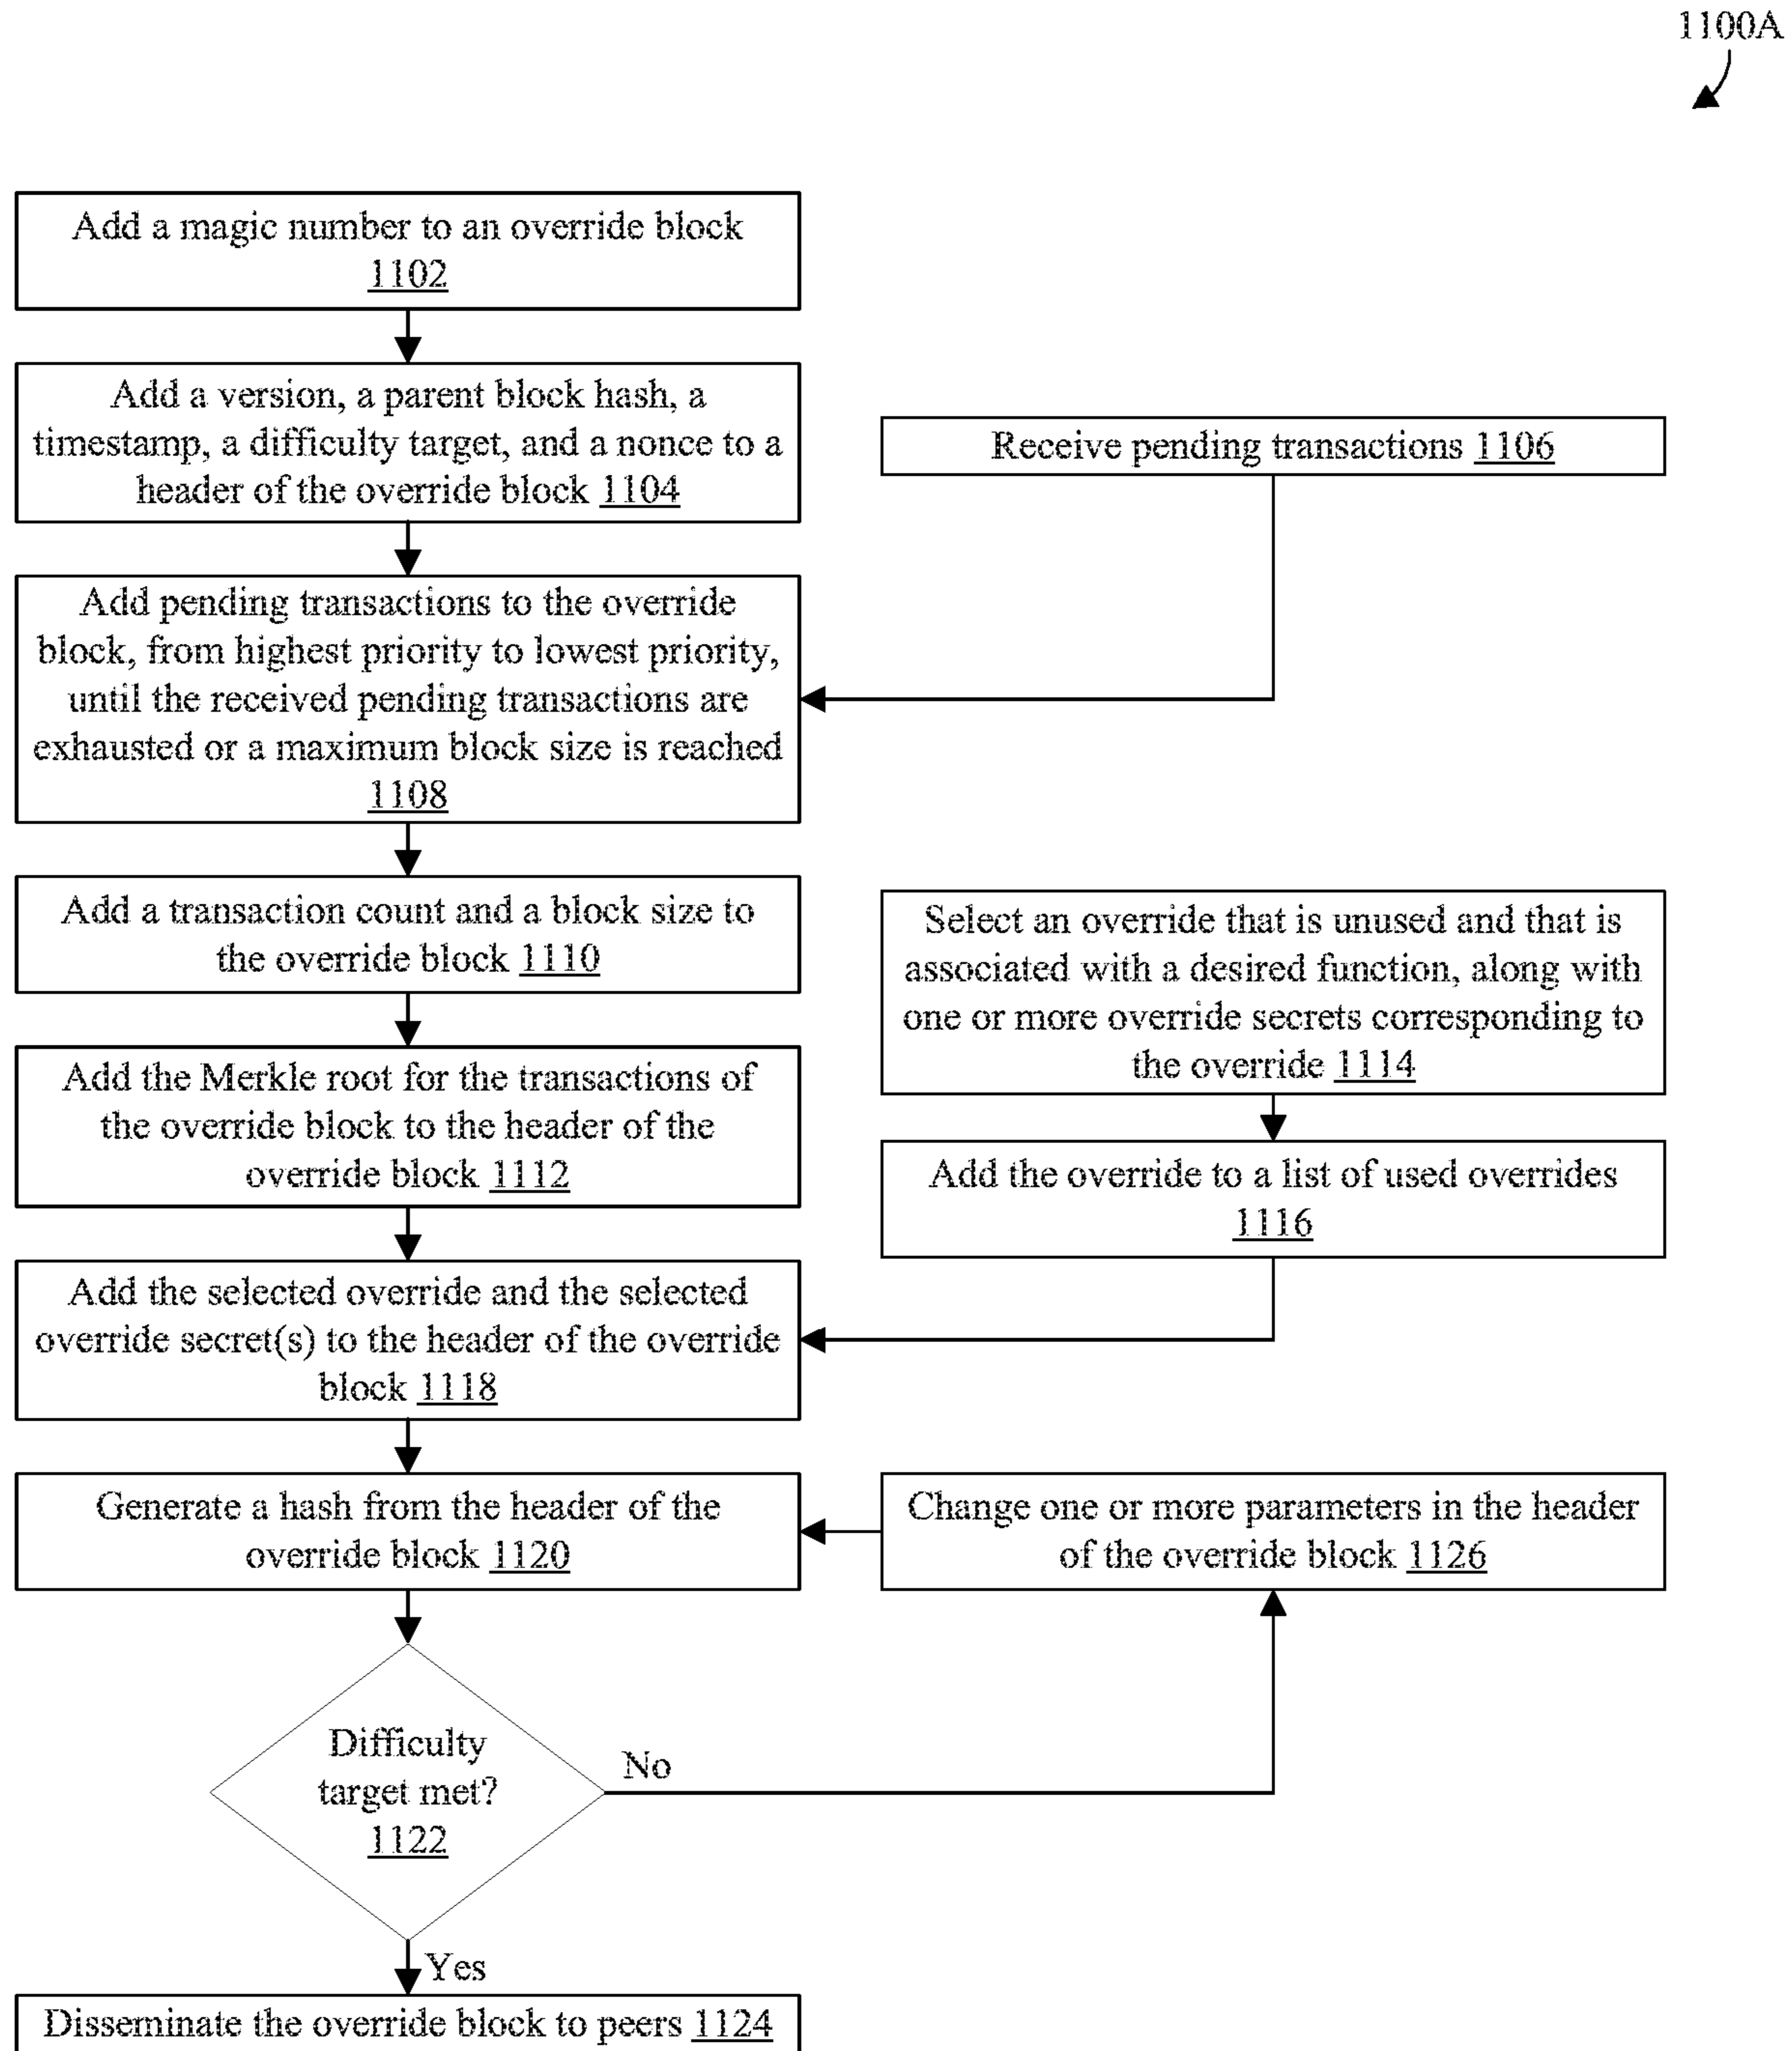 1100A
Add a magic number to an override block
1102
Add a version, a parent block hash, a
timestamp, a difficulty target, and a nonce to a
header of the override block 1104
Receive pending transactions 1106
Add pending transactions to the override
block, from highest priority to lowest priority,
until the received pending transactions are
exhausted or a maximum block size is reached
1108
Add a transaction count and a block size to
the override block 1110
Select an override that is unused and that is
associated with a desired function, along with
one or more override secrets corresponding to
the override 1114
Add the Merkle root for the transactions of
the override block to the header of the
override block 1112
Add the override to a list of used overrides
1116
Add the selected override and the selected
override secret(s) to the header of the override
block 1118
Generate a hash from the header of the
override block 1120
Change one or more parameters in the header
of the override block 1126
Difficulty
target met?
1122
No
Yes
Disseminate the override block to peers 1124